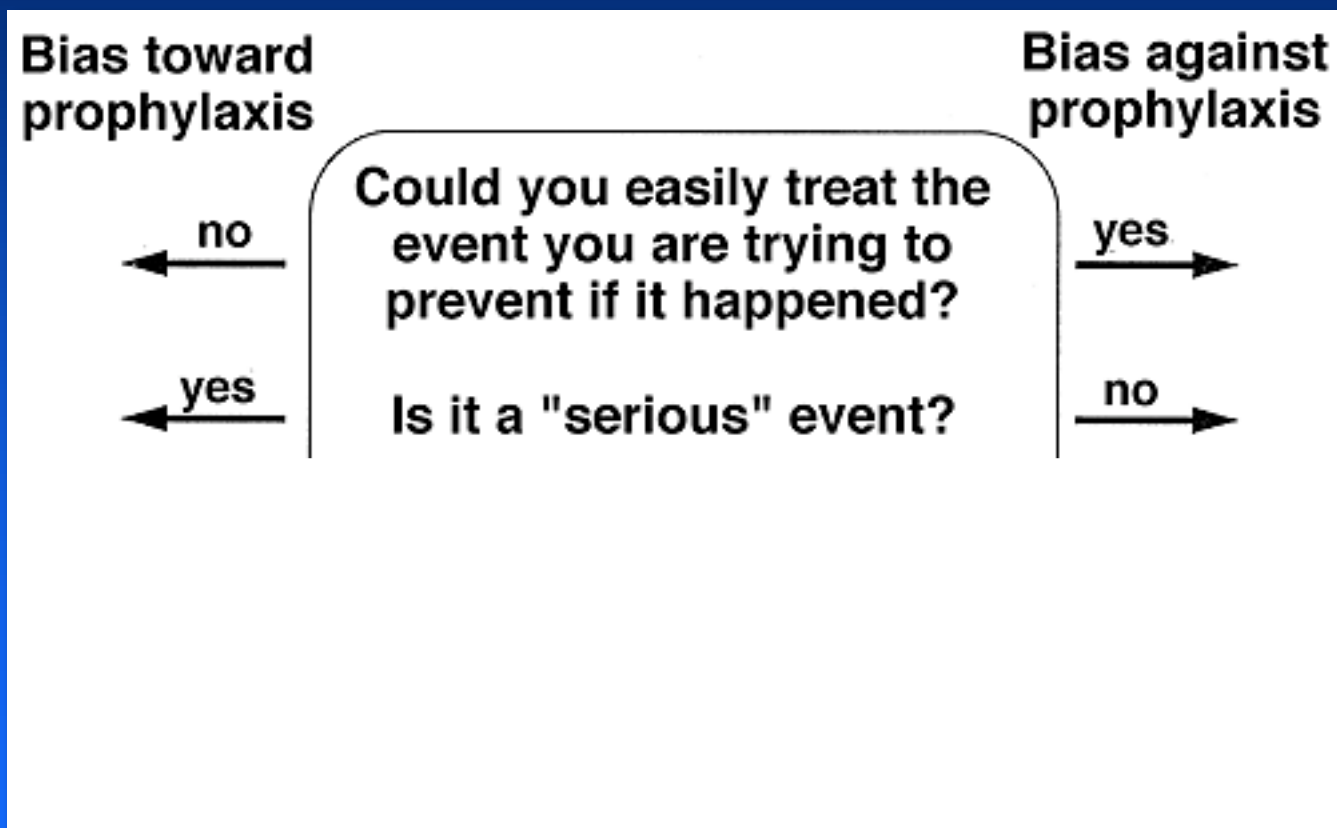 Bias toward
prophylaxis
Bias against
prophylaxis
Could you easily treat the
event you are trying to
prevent if it happened?
no
yes
Is it a "serious" event?
yes
no